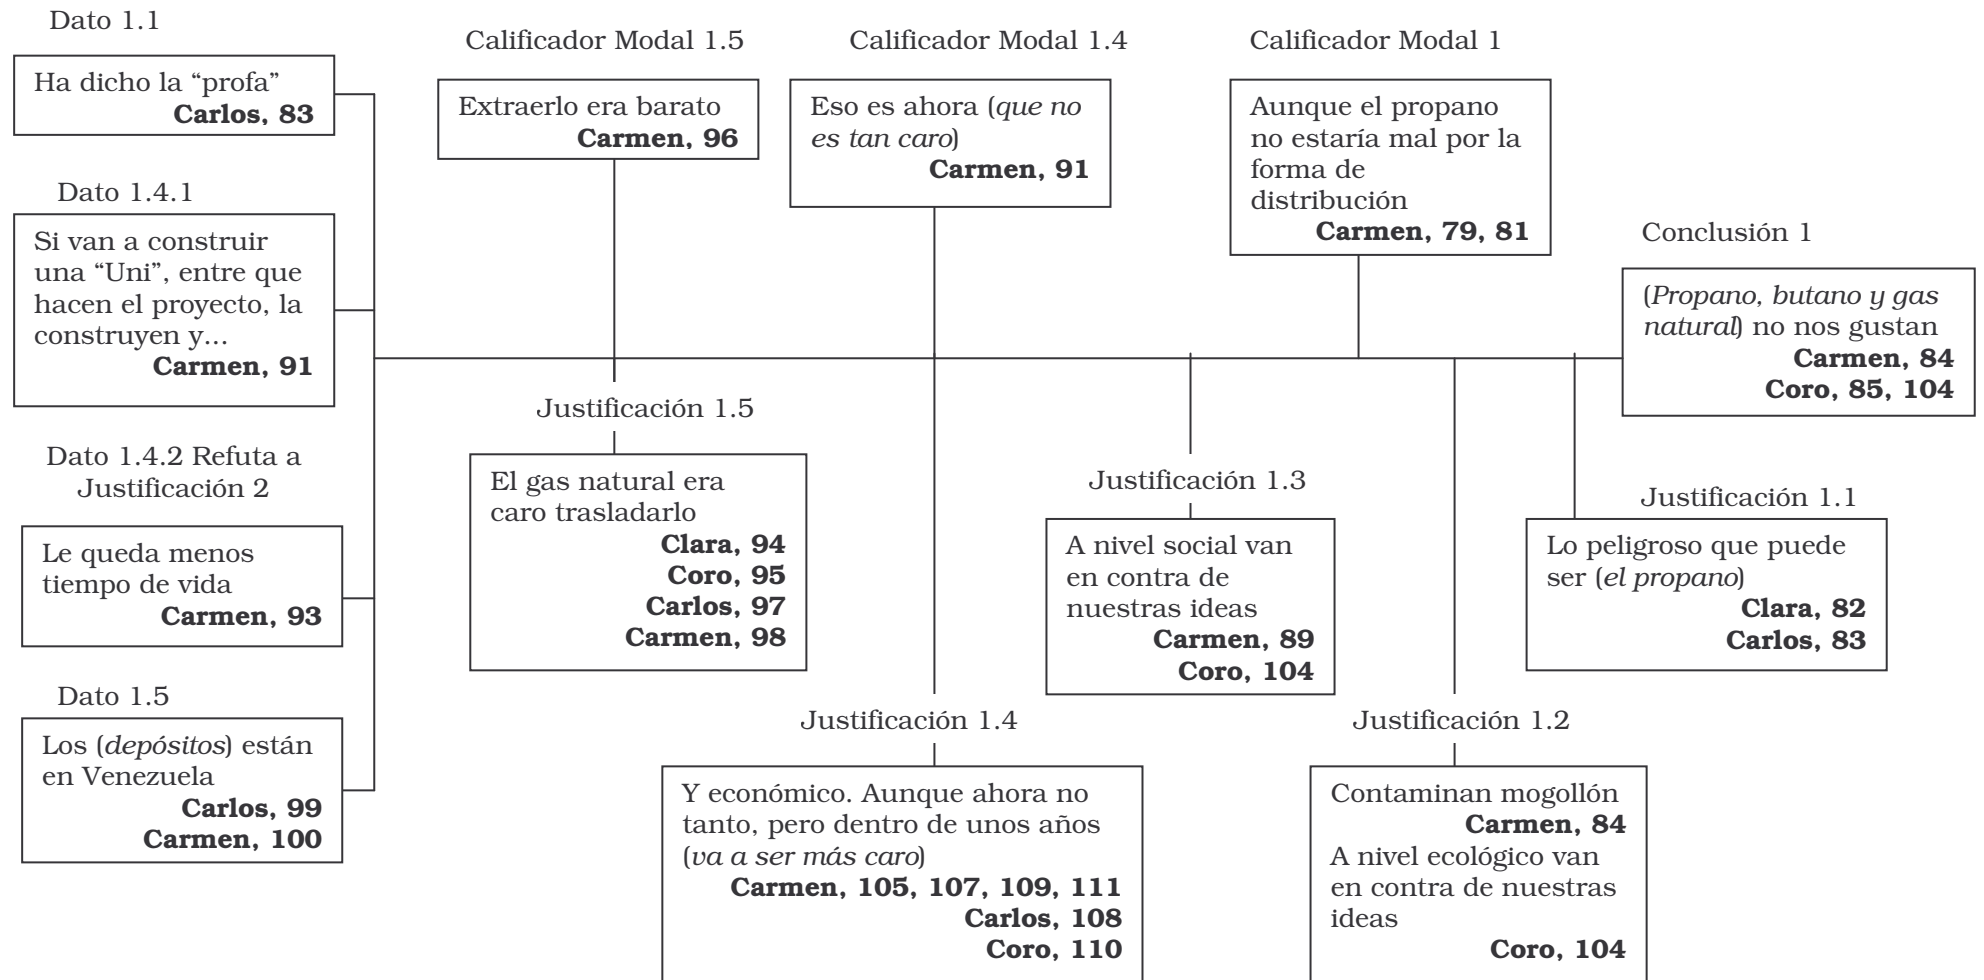 Dato 1.1
Ha dicho la “profa”
Carlos, 83
Dato 1.4.1
Si van a construir
una “Uni”, entre que
hacen el proyecto, la
construyen y...
Carmen, 91
Dato 1.4.2 Refuta a
Justificación 2
Le queda menos
tiempo de vida
Carmen, 93
Dato 1.5
Los (depósitos) están
en Venezuela
Carlos, 99
Carmen, 100
Calificador Modal 1.5
Extraerlo era barato
Carmen, 96
Calificador Modal 1.4
Eso es ahora (que no
es tan caro)
Carmen, 91
Calificador Modal 1
Aunque el propano
no estaría mal por la
forma de
distribución
Carmen, 79, 81
Conclusión 1
(Propano, butano y gas
natural) no nos gustan
Carmen, 84
Coro, 85, 104
Justificación 1.5
El gas natural era
caro trasladarlo
Clara, 94
Coro, 95
Carlos, 97
Carmen, 98
Justificación 1.3
A nivel social van
en contra de
nuestras ideas
Carmen, 89
Coro, 104
Justificación 1.1
Lo peligroso que puede
ser (el propano)
Clara, 82
Carlos, 83
Justificación 1.4
Y económico. Aunque ahora no
tanto, pero dentro de unos años
(va a ser más caro)
Carmen, 105, 107, 109, 111
Carlos, 108
Coro, 110
Justificación 1.2
Contaminan mogollón
Carmen, 84
A nivel ecológico van
en contra de nuestras
ideas
Coro, 104